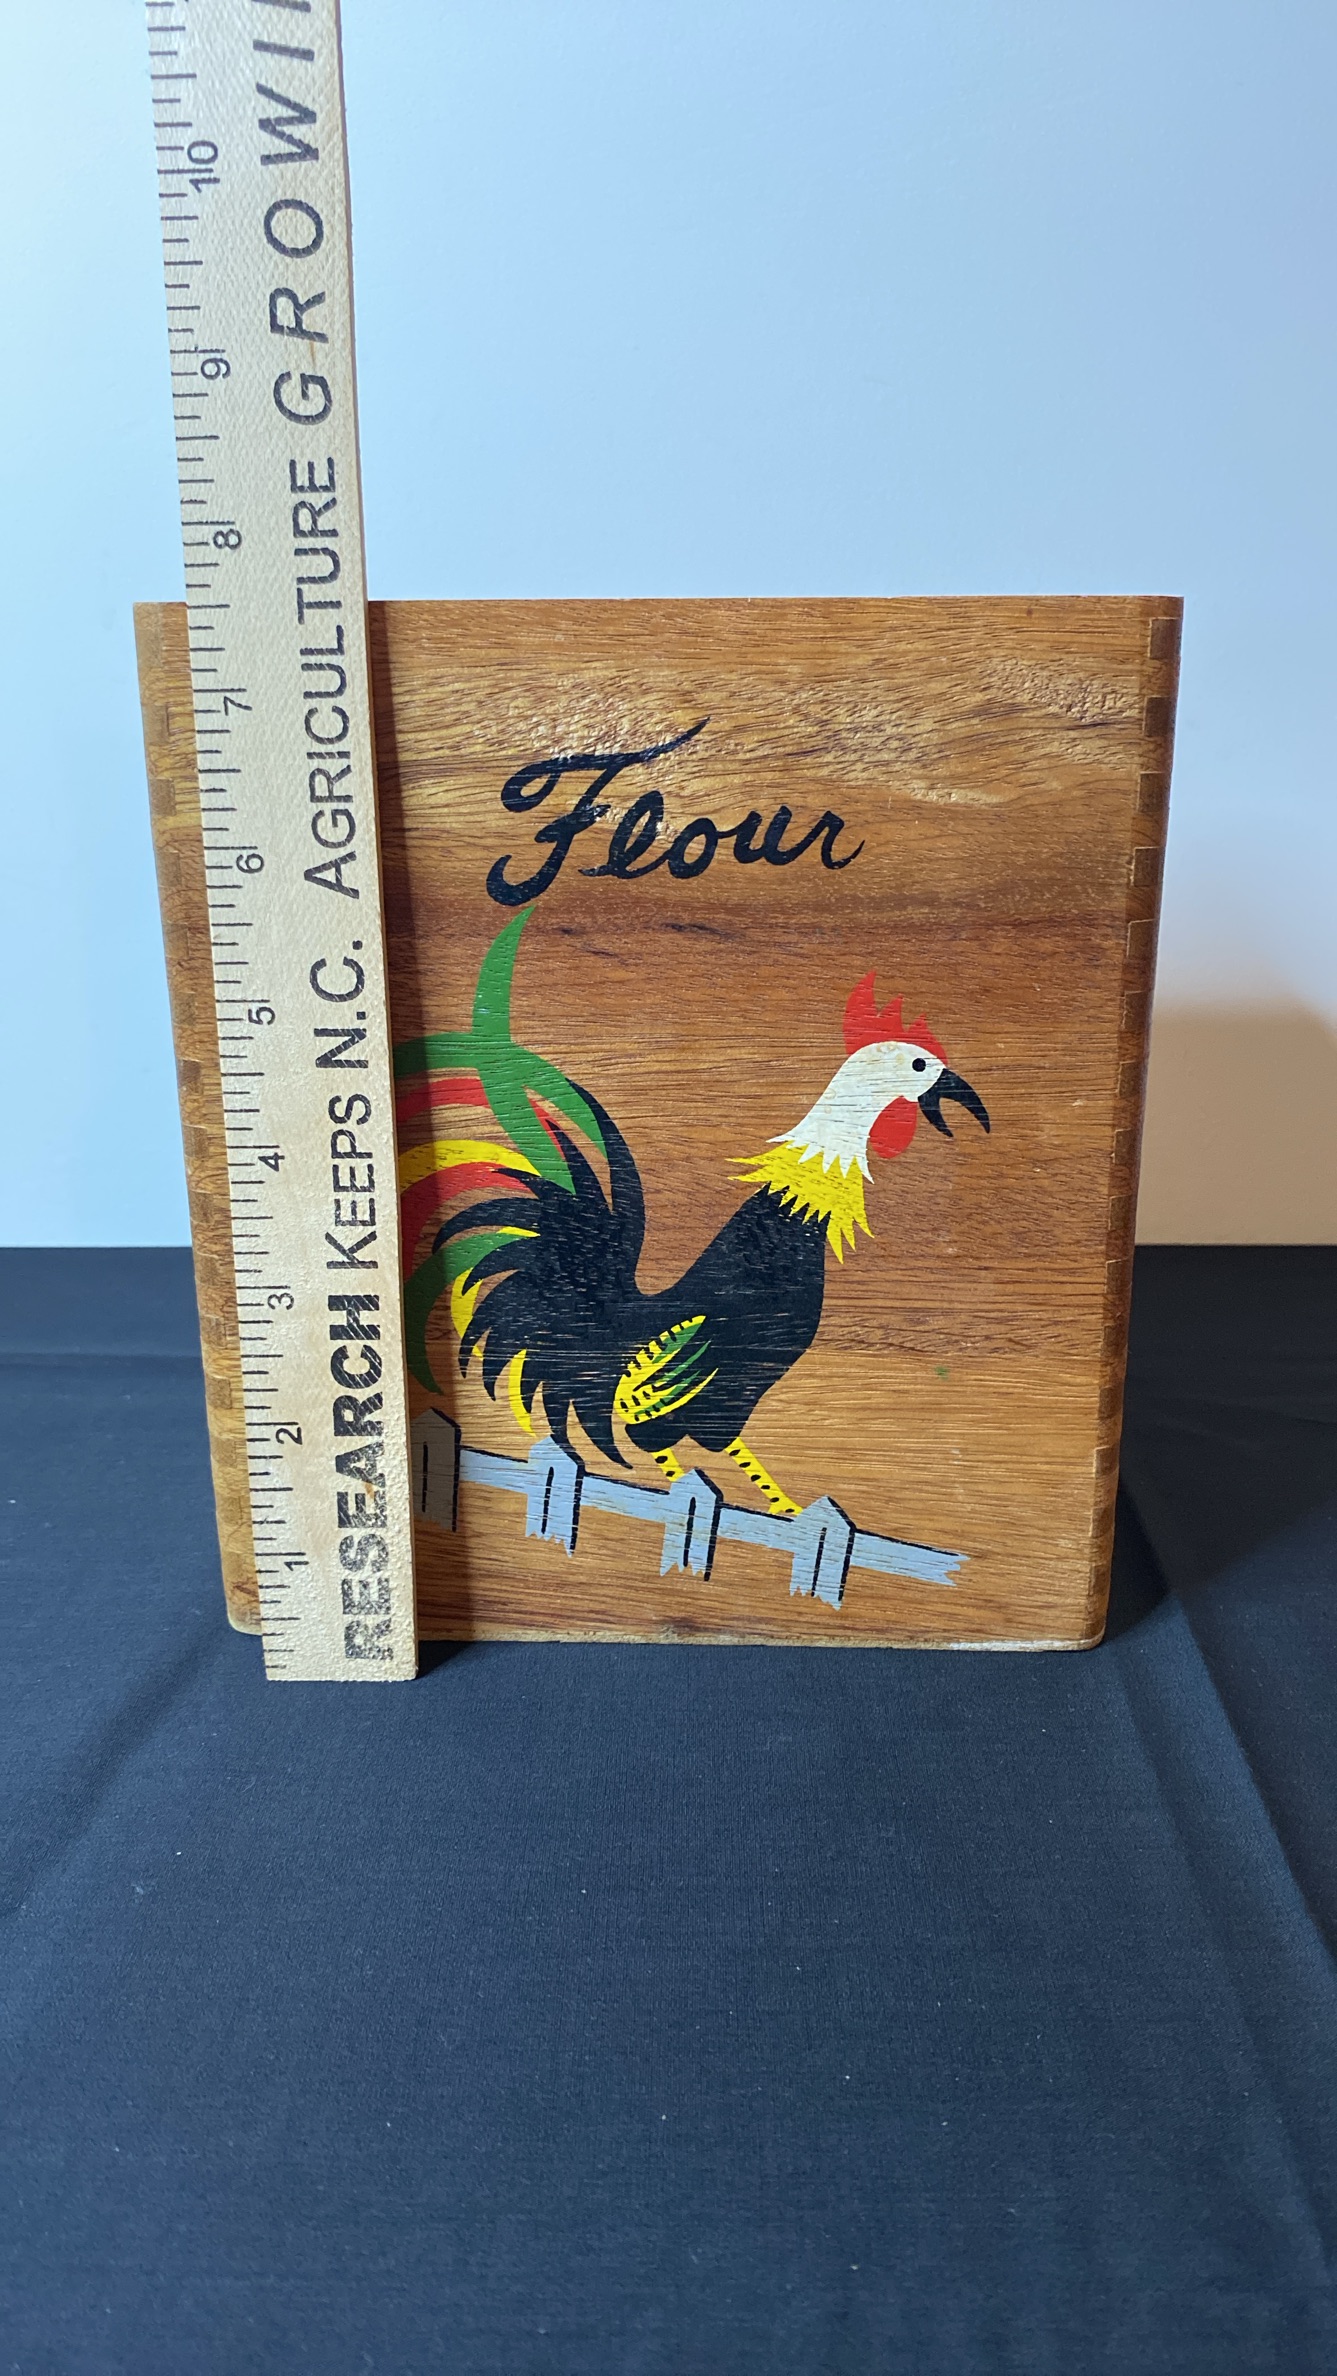 Flour
RESEARCH KEEPS N.C. AGRICULTURE GROWI
1 2 3 4 5 6 7 8 9 10